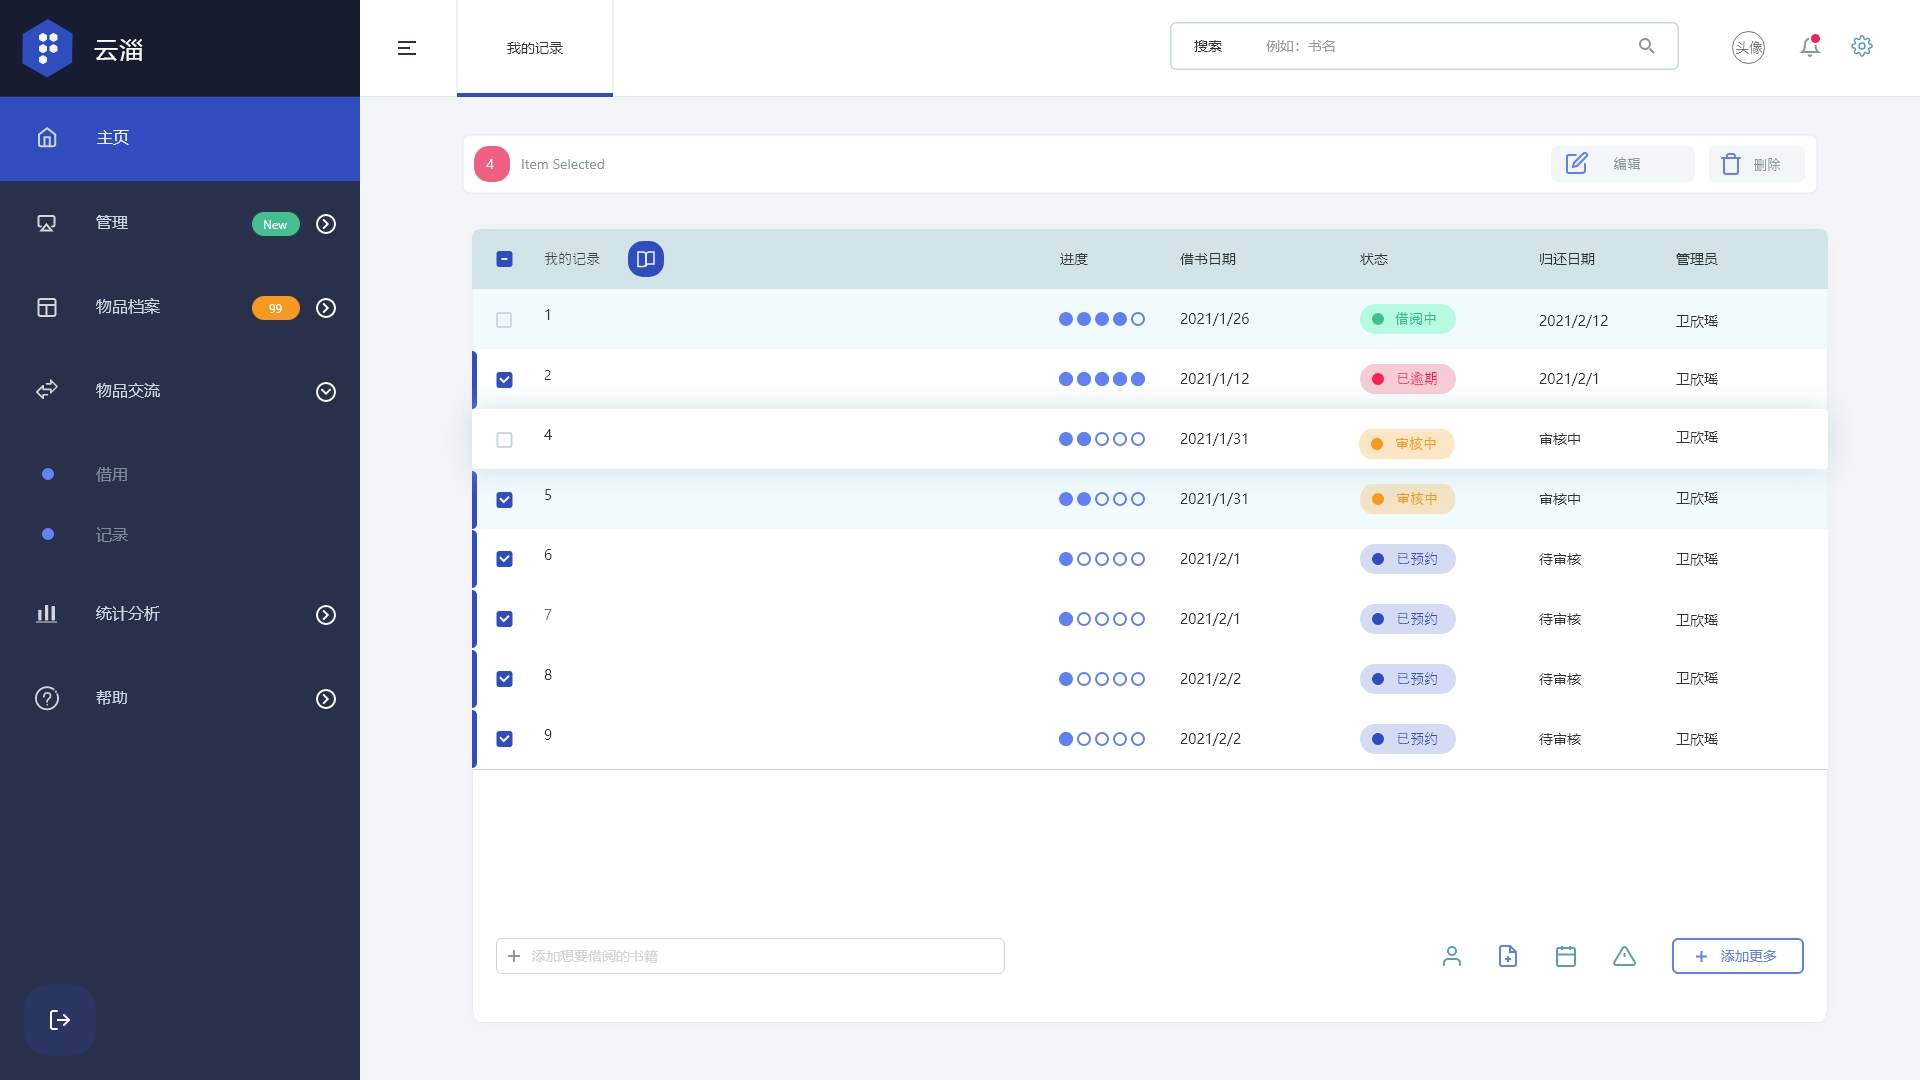 云淄
我的记录
搜索 例如：书名
头像
主页
管理 New
物品档案 99
物品交流
借用
记录
统计分析
帮助
4 Item Selected 编辑 删除
我的记录 进度 借书日期 状态 归还日期 管理员
1 2021/1/26 借阅中 2021/2/12 卫欣瑶
2 2021/1/12 已逾期 2021/2/1 卫欣瑶
4 2021/1/31 审核中 审核中 卫欣瑶
5 2021/1/31 审核中 审核中 卫欣瑶
6 2021/2/1 已预约 待审核 卫欣瑶
7 2021/2/1 已预约 待审核 卫欣瑶
8 2021/2/2 已预约 待审核 卫欣瑶
9 2021/2/2 已预约 待审核 卫欣瑶
添加想要借阅的书籍 添加更多